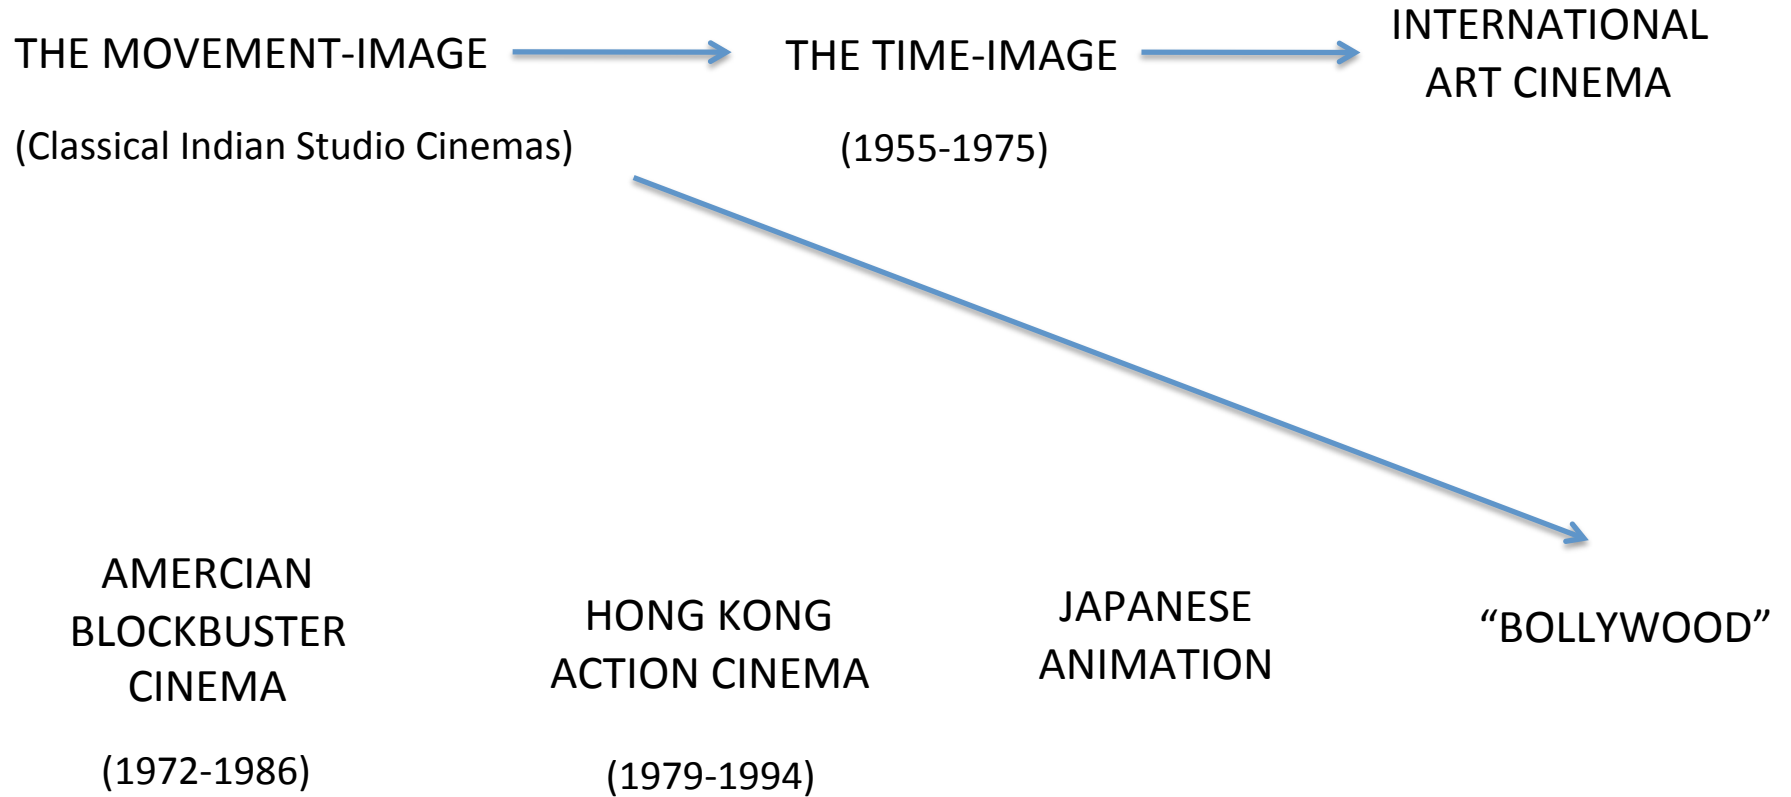 THE MOVEMENT-IMAGE
(Classical Indian Studio Cinemas)
THE TIME-IMAGE
(1955-1975)
INTERNATIONAL
ART CINEMA
AMERCIAN
BLOCKBUSTER
CINEMA
(1972-1986)
HONG KONG
ACTION CINEMA
(1979-1994)
JAPANESE
ANIMATION
“BOLLYWOOD”